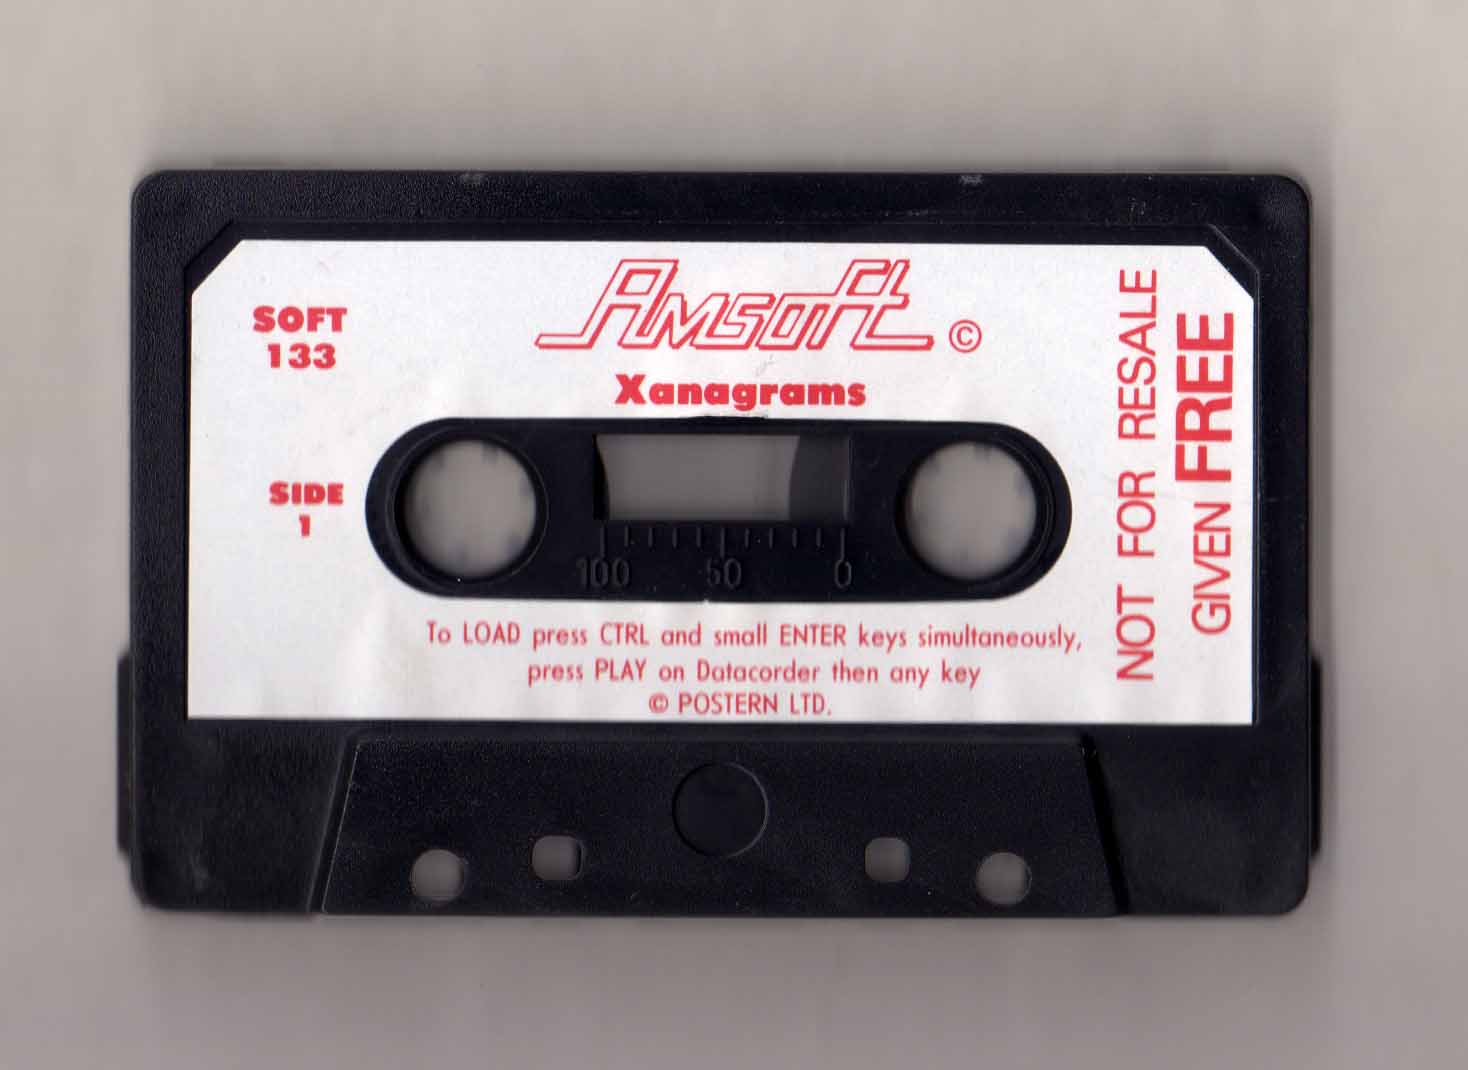 Amsoft ©
SOFT
133
Xanagrams
SIDE
1
100 50 0
To LOAD press CTRL and small ENTER keys simultaneously,
press PLAY on Datacorder then any key
© POSTERN LTD.
NOT FOR RESALE
GIVEN FREE